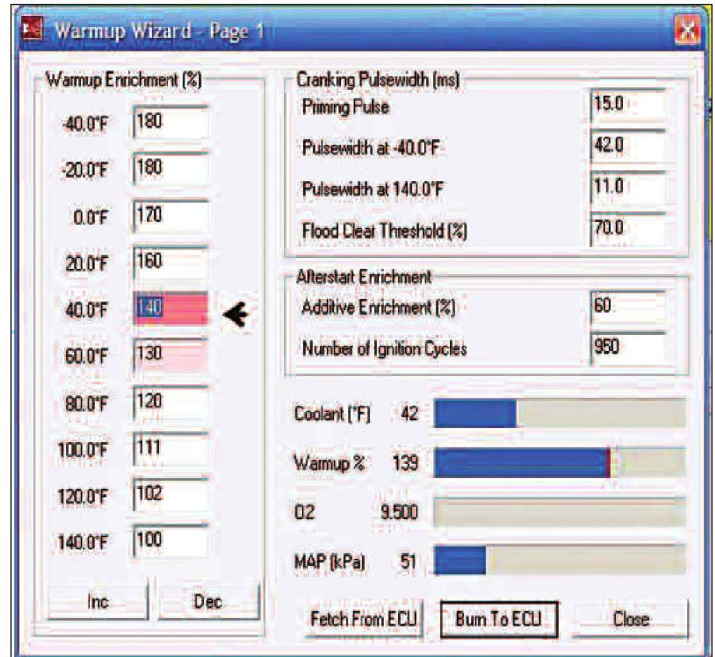 Warmup Wizard - Page 1
Warmup Enrichment (%)
-40.0°F 180
-20.0°F 180
0.0°F 170
20.0°F 160
40.0°F 140
60.0°F 130
80.0°F 120
100.0°F 111
120.0°F 102
140.0°F 100
Inc Dec
Cranking Pulsewidth (ms)
Priming Pulse 15.0
Pulsewidth at -40.0°F 42.0
Pulsewidth at 140.0°F 11.0
Flood Clear Threshold (%) 70.0
Afterstart Enrichment
Additive Enrichment (%) 60
Number of Ignition Cycles 950
Coolant (°F) 42
Warmup % 139
O2 9.500
MAP (kPa) 51
Fetch From ECU Burn To ECU Close